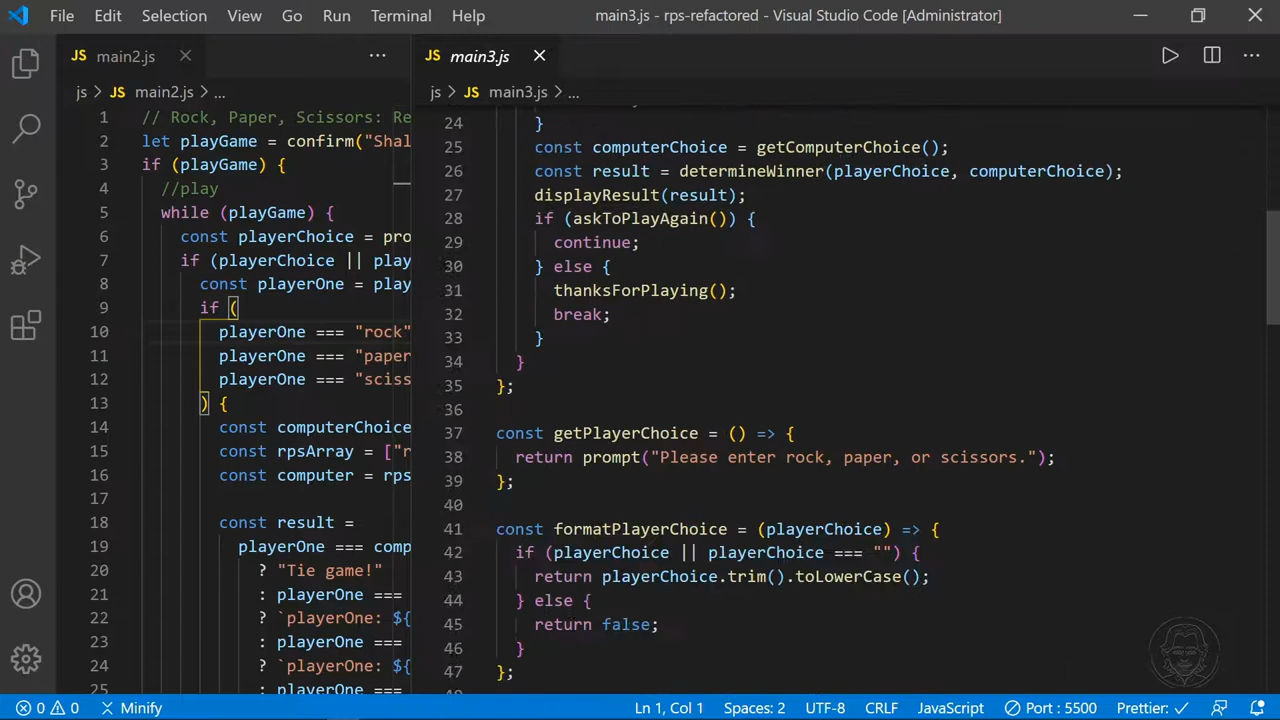 File Edit Selection View Go Run Terminal Help main3.js - rps-refactored - Visual Studio Code [Administrator]
JS main2.js ...
js > JS main2.js > ...
1 // Rock, Paper, Scissors: Re
2 let playGame = confirm("Shal
3 if (playGame) {
4 //play
5 while (playGame) {
6 const playerChoice = pro
7 if (playerChoice || play
8 const playerOne = play
9 if (
10 playerOne === "rock"
11 playerOne === "paper
12 playerOne === "sciss
13 ) {
14 const computerChoice
15 const rpsArray = ["r
16 const computer = rps
17
18 const result =
19 playerOne === comp
20 ? "Tie game!"
21 : playerOne ===
22 ? `playerOne: ${
23 : playerOne ===
24 ? `playerOne: ${
25 : playerOne ===
JS main3.js ...
js > JS main3.js > ...
24 }
25 const computerChoice = getComputerChoice();
26 const result = determineWinner(playerChoice, computerChoice);
27 displayResult(result);
28 if (askToPlayAgain()) {
29 continue;
30 } else {
31 thanksForPlaying();
32 break;
33 }
34 }
35 };
36
37 const getPlayerChoice = () => {
38 return prompt("Please enter rock, paper, or scissors.");
39 };
40
41 const formatPlayerChoice = (playerChoice) => {
42 if (playerChoice || playerChoice === "") {
43 return playerChoice.trim().toLowerCase();
44 } else {
45 return false;
46 }
47 };
0 0 Minify Ln 1, Col 1 Spaces: 2 UTF-8 CRLF JavaScript Port : 5500 Prettier: ✓